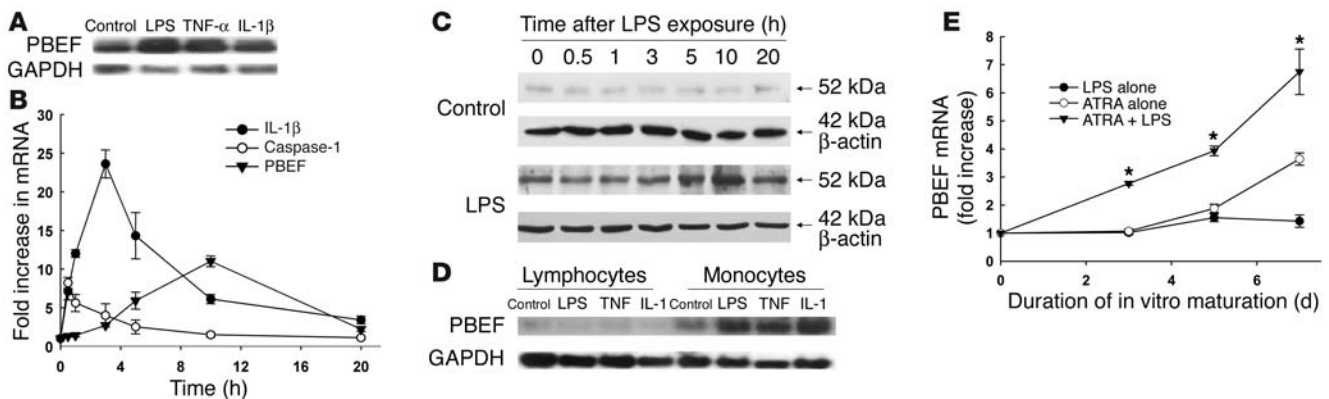 A
Control LPS TNF-α IL-1β
PBEF
GAPDH
B
30
25
20
15
10
5
0
IL-1β
Caspase-1
PBEF
Fold increase in mRNA
0 4 8 12 16 20
Time (h)
C
Time after LPS exposure (h)
0 0.5 1 3 5 10 20
Control
52 kDa
42 kDa
β-actin
LPS
52 kDa
42 kDa
β-actin
D
Lymphocytes Monocytes
Control LPS TNF IL-1 Control LPS TNF IL-1
PBEF
GAPDH
E
8
7
6
5
4
3
2
1
0
LPS alone
ATRA alone
ATRA + LPS
* * *
PBEF mRNA
(fold increase)
0 2 4 6
Duration of in vitro maturation (d)